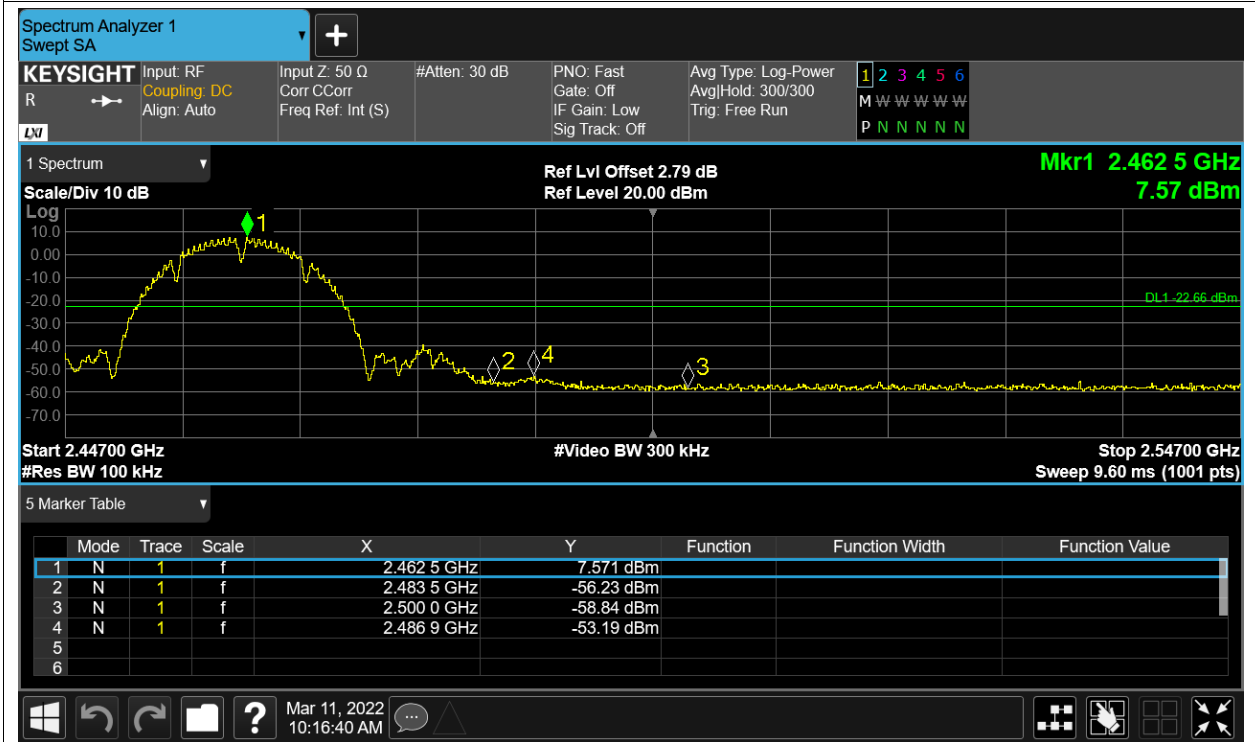 Spectrum Analyzer 1
Swept SA
+
KEYSIGHT Input: RF Input Z: 50 Ω #Atten: 30 dB PNO: Fast Avg Type: Log-Power 1 2 3 4 5 6
R Coupling: DC Corr CCorr Gate: Off Avg|Hold: 300/300 M W W W W W
Align: Auto Freq Ref: Int (S) IF Gain: Low Trig: Free Run
LXI Sig Track: Off P N N N N N
1 Spectrum Ref Lvl Offset 2.79 dB Mkr1 2.462 5 GHz
Scale/Div 10 dB Ref Level 20.00 dBm 7.57 dBm
Log
1
10.0
0.00
-10.0
-20.0 DL1 -22.66 dBm
-30.0
-40.0
-50.0 2 4 3
-60.0
-70.0
Start 2.44700 GHz #Video BW 300 kHz Stop 2.54700 GHz
#Res BW 100 kHz Sweep 9.60 ms (1001 pts)
5 Marker Table
Mode Trace Scale X Y Function Function Width Function Value
1 N 1 f 2.462 5 GHz 7.571 dBm
2 N 1 f 2.483 5 GHz -56.23 dBm
3 N 1 f 2.500 0 GHz -58.84 dBm
4 N 1 f 2.486 9 GHz -53.19 dBm
5
6
? Mar 11, 2022
10:16:40 AM